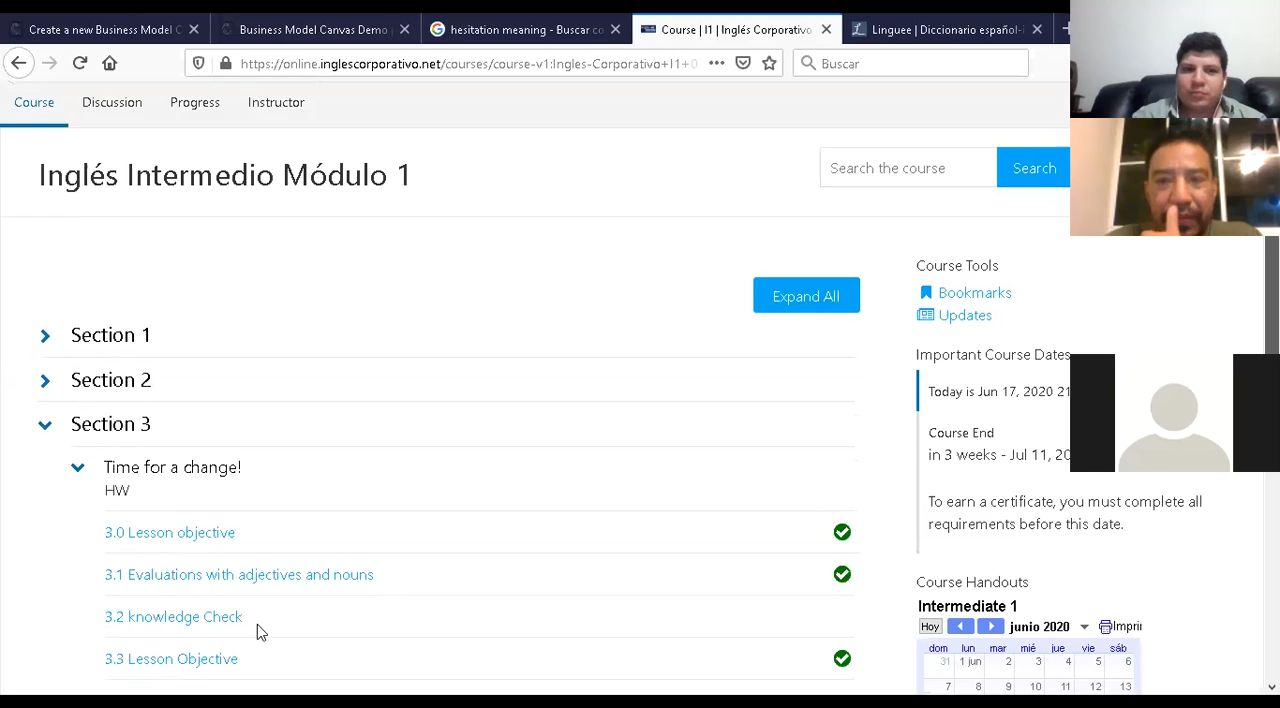 Create a new Business Model C
Business Model Canvas Demo
hesitation meaning - Buscar co
Course | I1 | Inglés Corporativo
Linguee | Diccionario español-i
https://online.inglescorporativo.net/courses/course-v1:Ingles-Corporativo+I1+0
Buscar
Course
Discussion
Progress
Instructor
Inglés Intermedio Módulo 1
Search the course
Search
Expand All
Section 1
Section 2
Section 3
Time for a change!
HW
3.0 Lesson objective
3.1 Evaluations with adjectives and nouns
3.2 knowledge Check
3.3 Lesson Objective
Course Tools
Bookmarks
Updates
Important Course Dates
Today is Jun 17, 2020 21
Course End
in 3 weeks - Jul 11, 20
To earn a certificate, you must complete all
requirements before this date.
Course Handouts
Intermediate 1
Hoy junio 2020 Imprii
dom lun mar mié jue vie sáb
31 1 jun 2 3 4 5 6
7 8 9 10 11 12 13